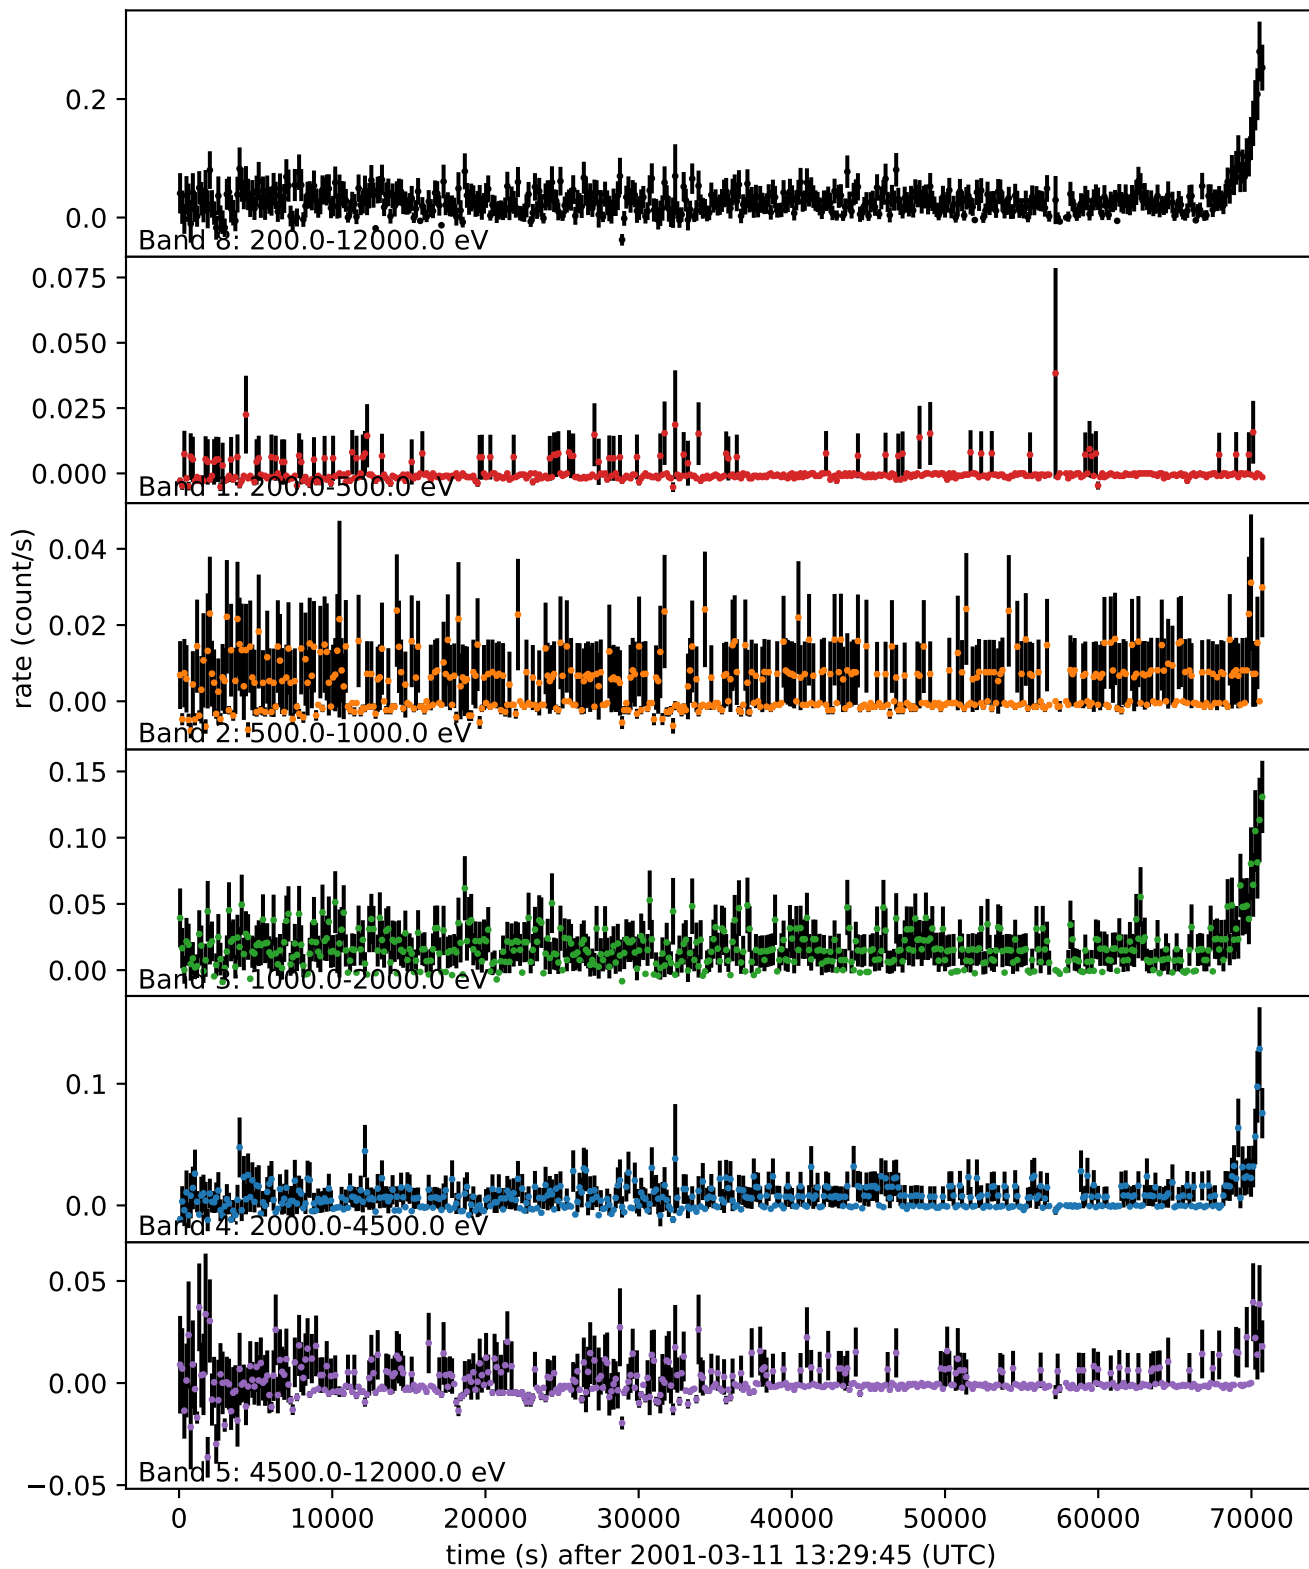 0.2
0.0
Band 8: 200.0-12000.0 eV
0.075
0.050
0.025
0.000
Band 1: 200.0-500.0 eV
0.04
0.02
0.00
Band 2: 500.0-1000.0 eV
rate (count/s)
0.15
0.10
0.05
0.00
Band 3: 1000.0-2000.0 eV
0.1
0.0
Band 4: 2000.0-4500.0 eV
0.05
0.00
−0.05
Band 5: 4500.0-12000.0 eV
0 10000 20000 30000 40000 50000 60000 70000
time (s) after 2001-03-11 13:29:45 (UTC)